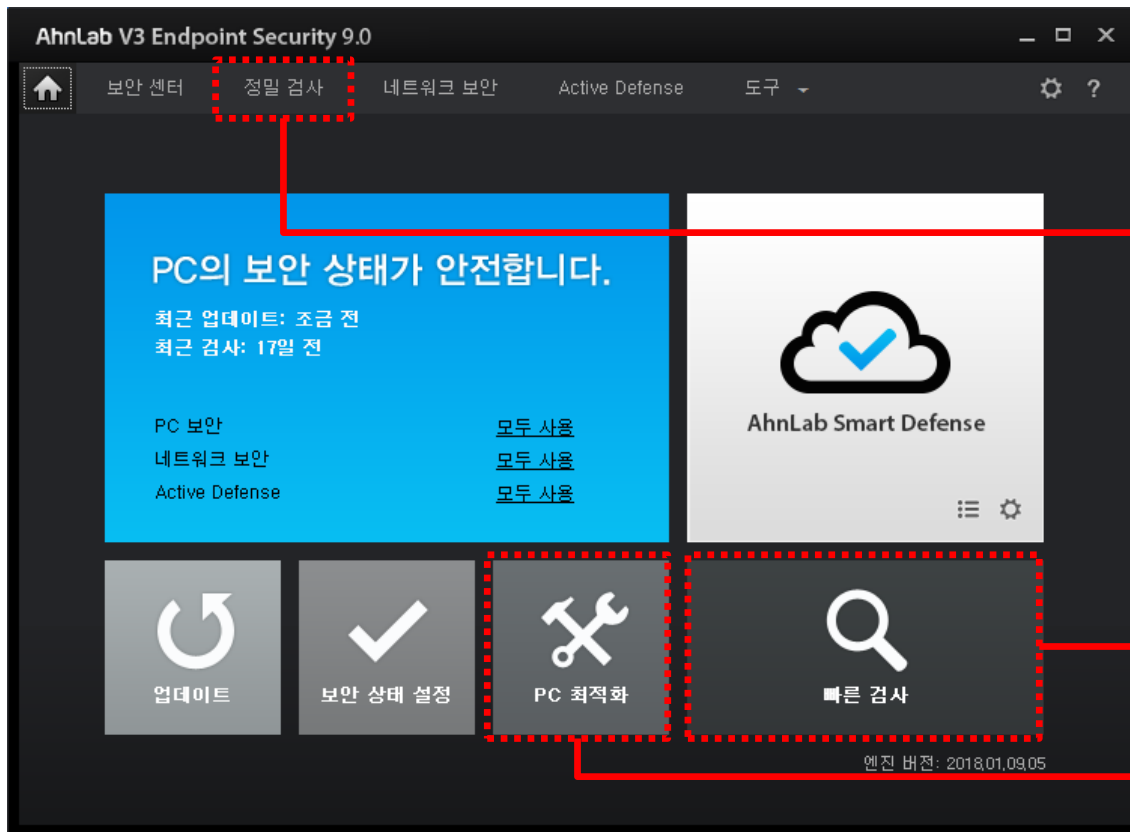 AhnLab V3 Endpoint Security 9.0
보안 센터 정밀 검사 네트워크 보안 Active Defense 도구
?
PC의 보안 상태가 안전합니다.
최근 업데이트: 조금 전
최근 검사: 17일 전
PC 보안 모두 사용
네트워크 보안 모두 사용
Active Defense 모두 사용
AhnLab Smart Defense
업데이트
보안 상태 설정
PC 최적화
빠른 검사
엔진 버전: 2018.01.09.05